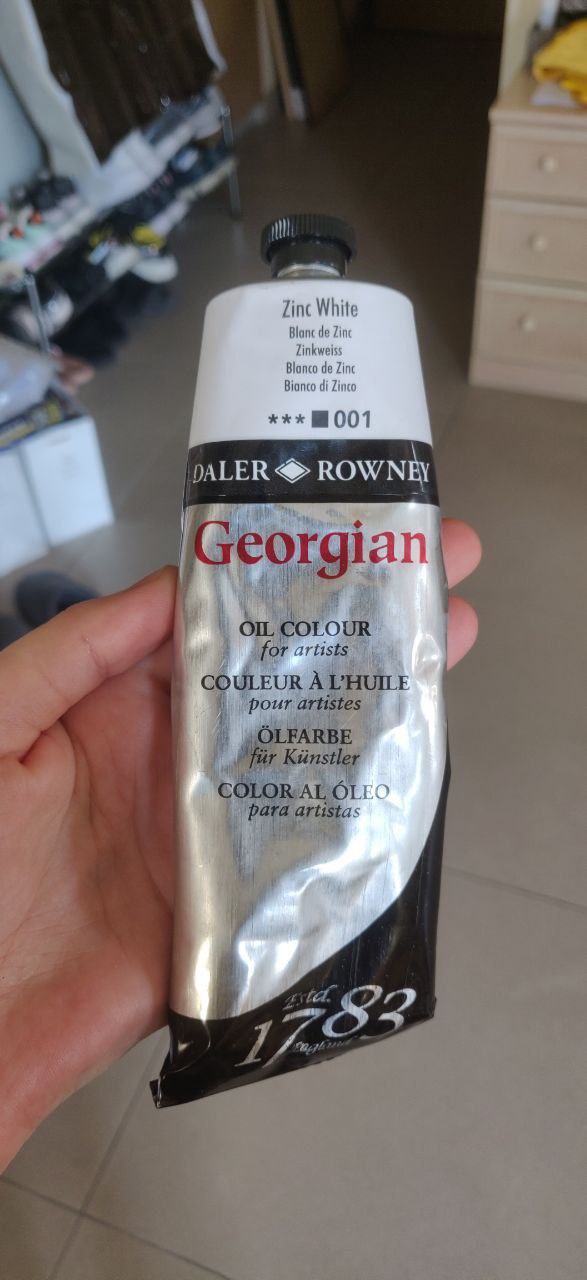 Zinc White
Blanc de Zinc
Zinkweiss
Blanco de Zinc
Bianco di Zinco
***■001
DALER ROWNEY
Georgian
OIL COLOUR
for artists
COULEUR À L'HUILE
pour artistes
ÖLFARBE
für Künstler
COLOR AL ÓLEO
para artistas
Estd.
1783
England